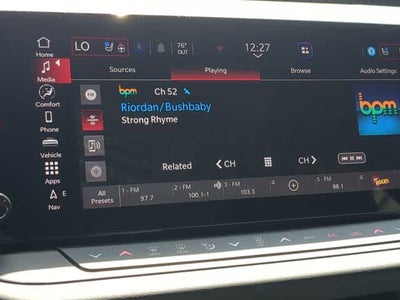 LO
76°
OUT
12:27
Home
Sources
Playing
Browse
Audio Settings
Media
bpm
Ch 52
Riordan/Bushbaby
Strong Rhyme
bpm
Comfort
Phone
Vehicle
Related
CH
CH
Apps
All
Presets
1 - FM
97.7
2 - FM
100.1-1
3 - FM
103.3
4
5 - FM
88.1
E
Nav